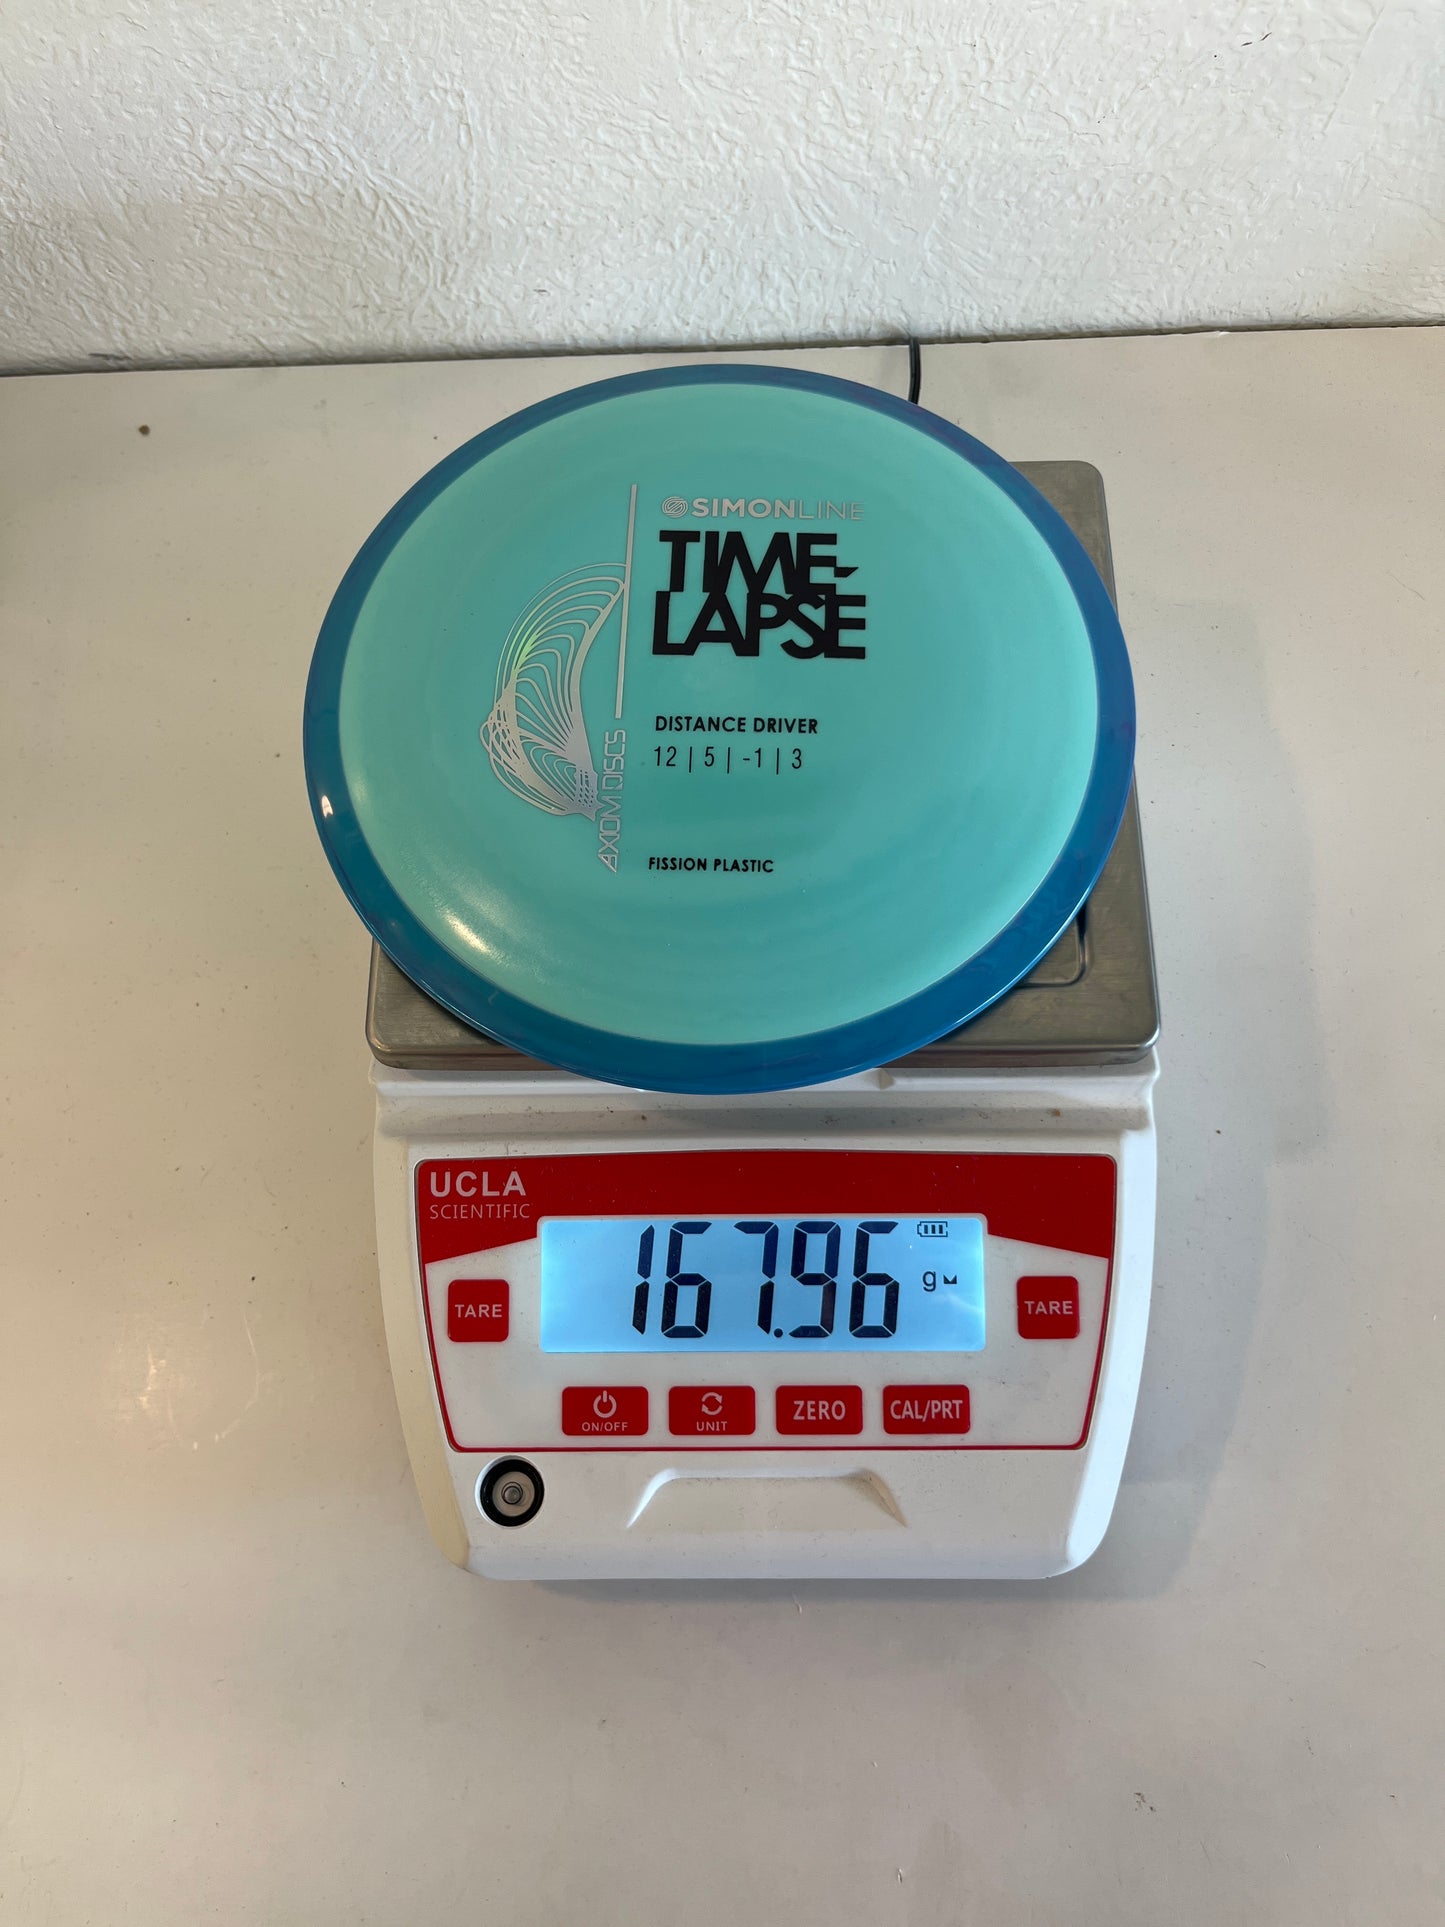 SIMONLINE
TIME-
LAPSE
DISTANCE DRIVER
12 | 5 | -1 | 3
AXIOM DISCS
FISSION PLASTIC
UCLA
SCIENTIFIC
167.96 g
TARE
TARE
ON/OFF
UNIT
ZERO
CAL/PRT